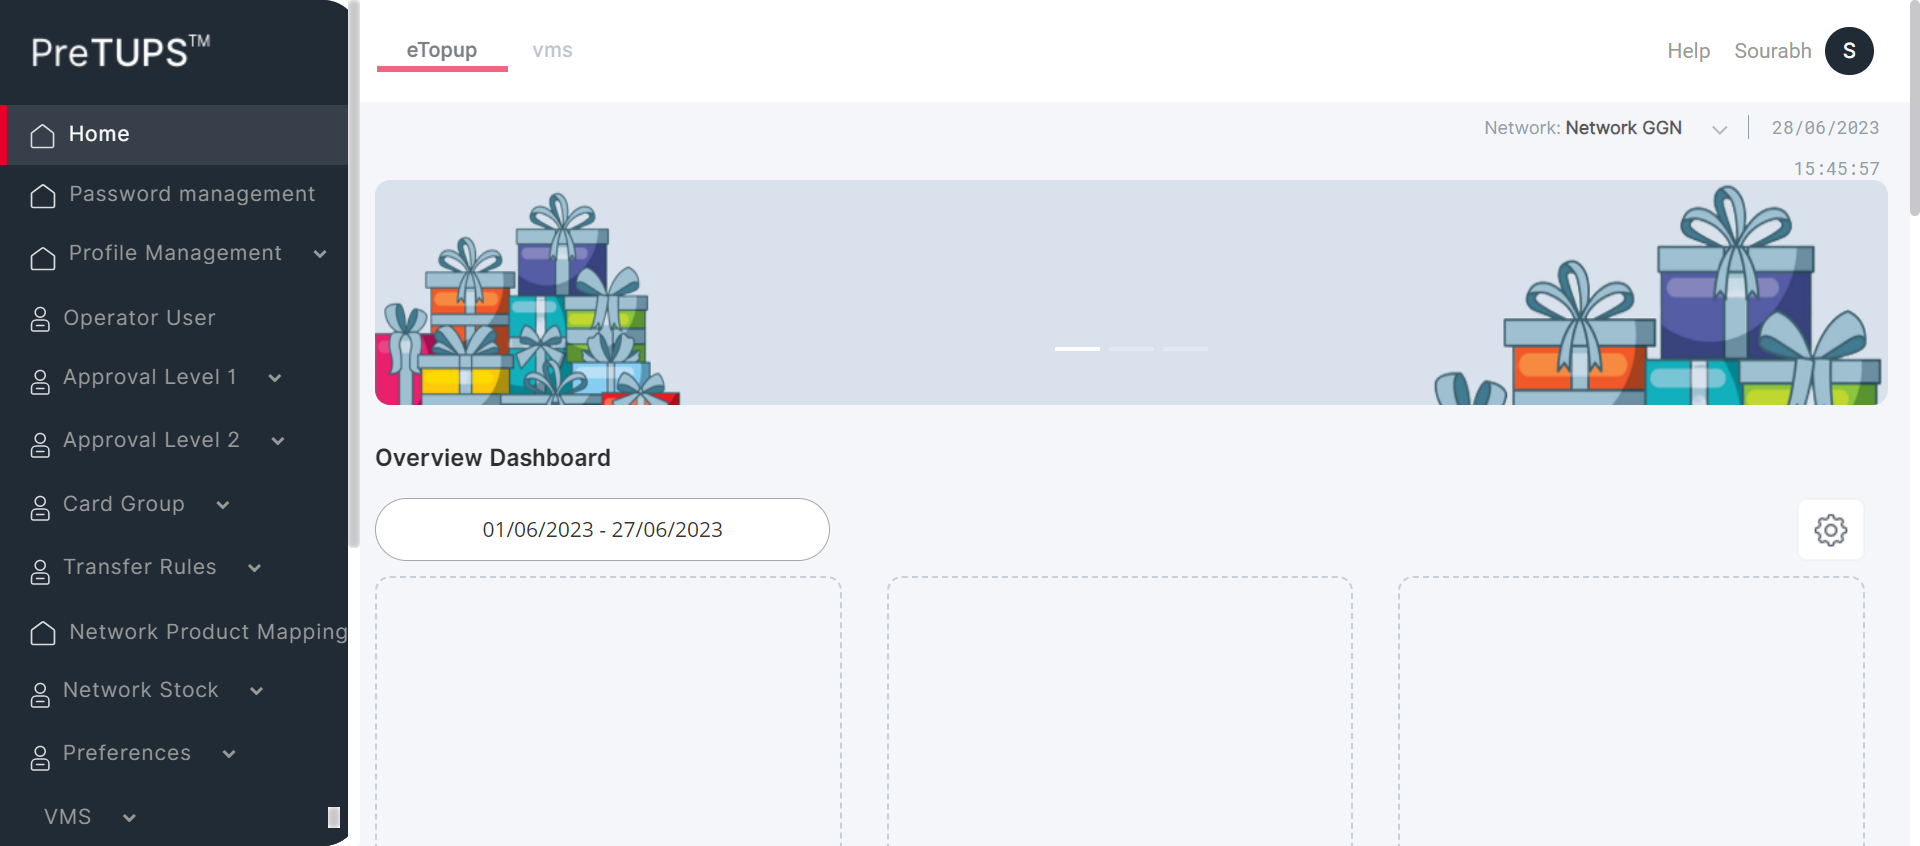 PreTUPS™
eTopup
vms
Help
Sourabh
S
Network: Network GGN
28/06/2023
15:45:57
Home
Password management
Profile Management
Operator User
Approval Level 1
Approval Level 2
Card Group
Transfer Rules
Network Product Mapping
Network Stock
Preferences
VMS
Overview Dashboard
01/06/2023 - 27/06/2023